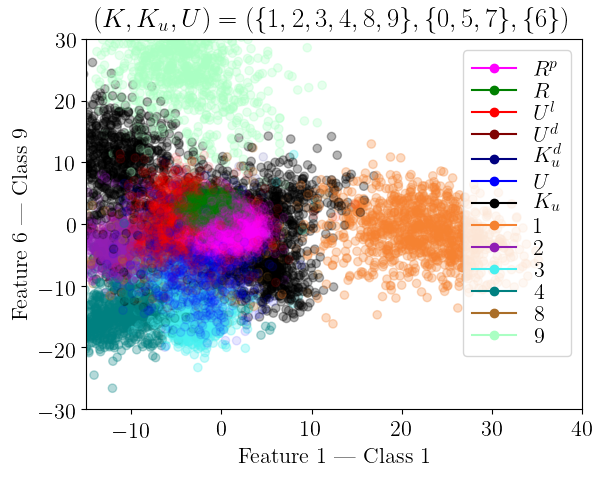 (K, K_u, U) = ({1, 2, 3, 4, 8, 9}, {0, 5, 7}, {6})
30
20
10
0
−10
−20
−30
Feature 6 — Class 9
R^p
R
U^l
U^d
K_u^d
U
K_u
1
2
3
4
8
9
−10
0
10
20
30
40
Feature 1 — Class 1